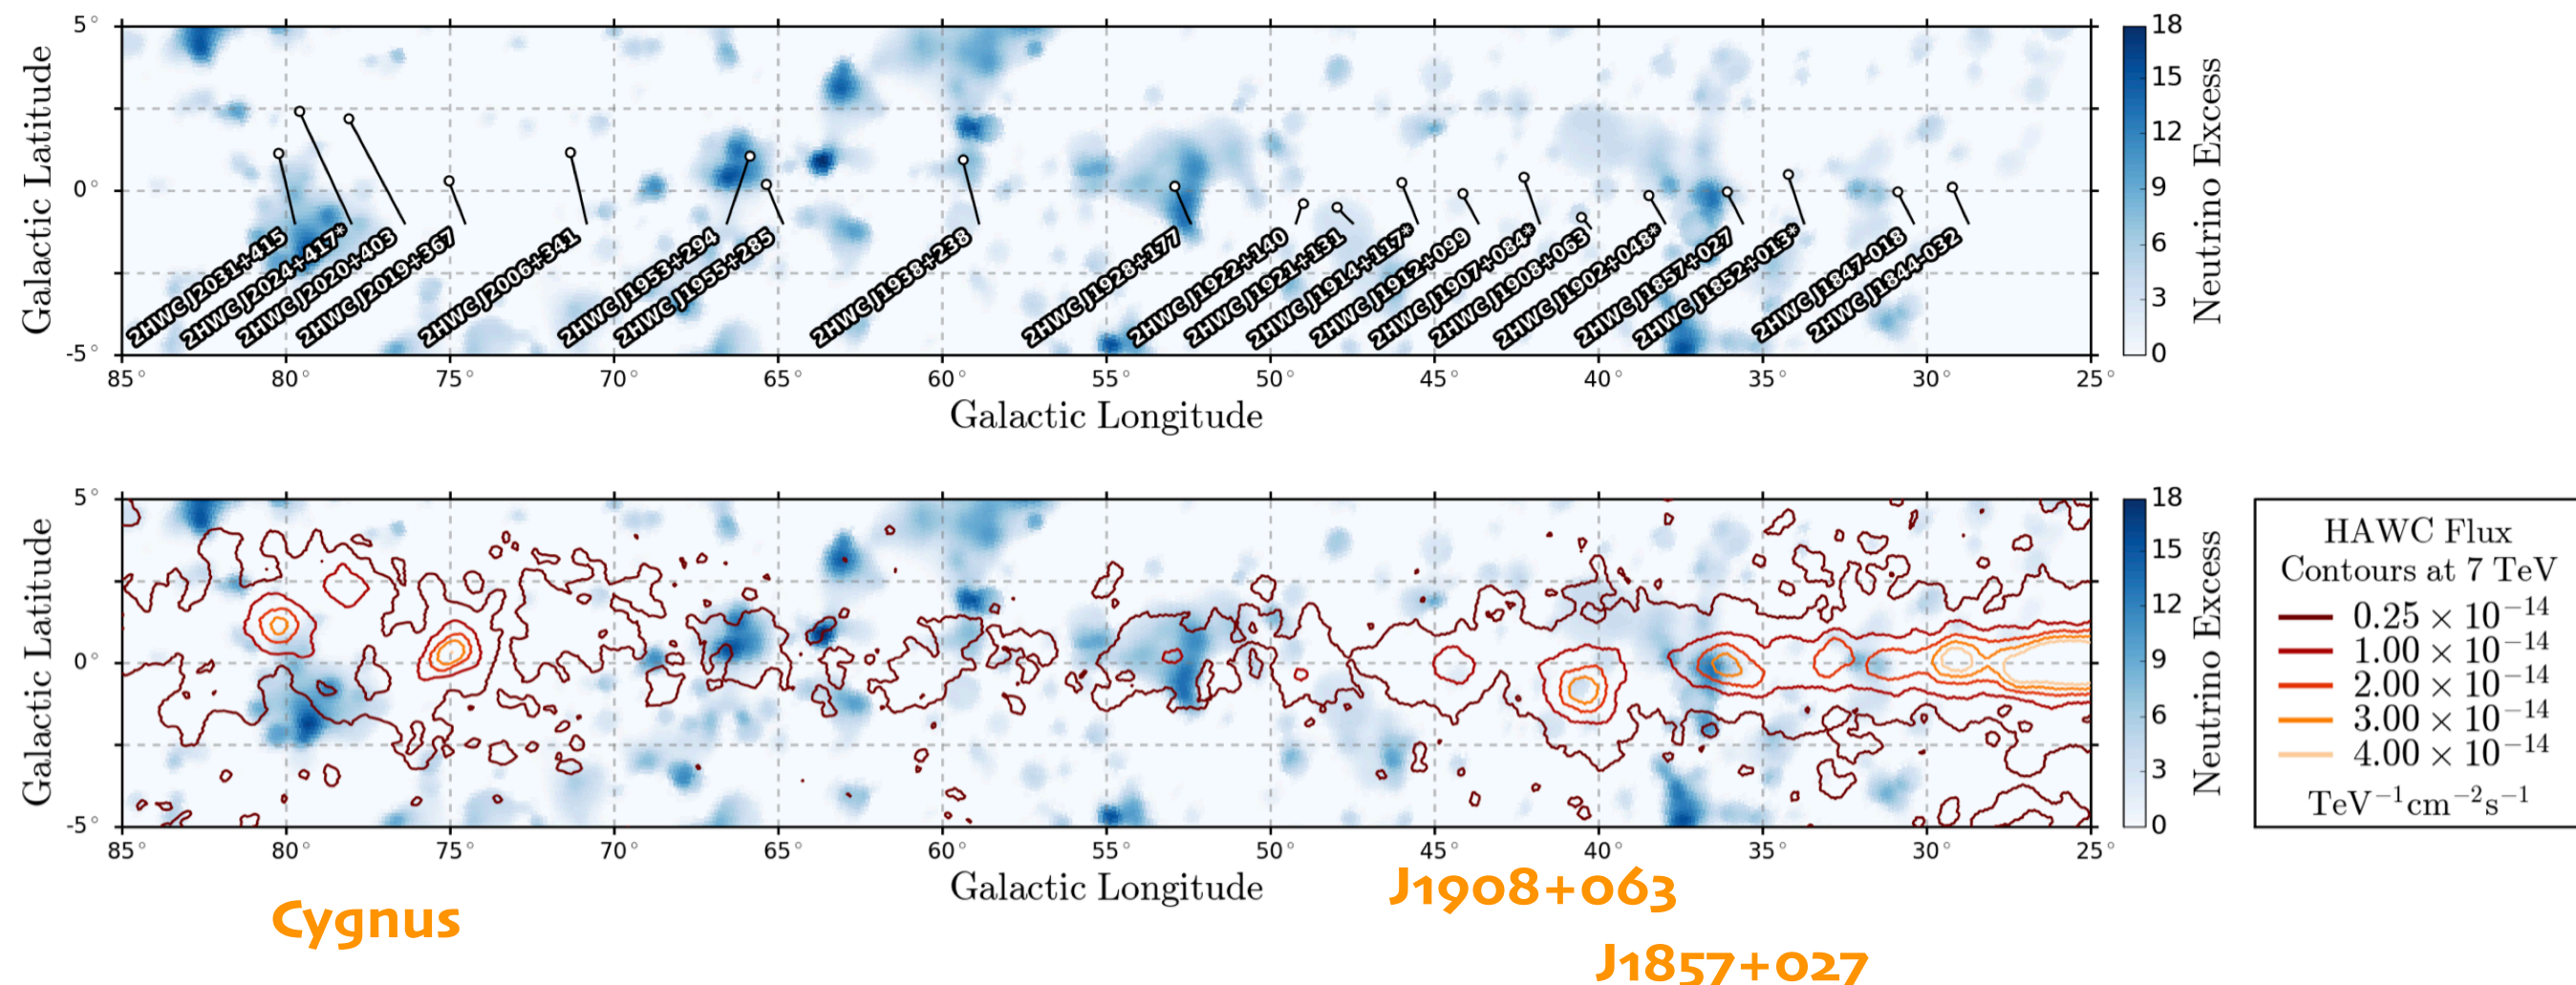 Galactic Latitude
5°
0°
-5°
2HWC J2031+415
2HWC J2024+417*
2HWC J2020+403
2HWC J2019+367
2HWC J2006+341
2HWC J1953+294
2HWC J1955+285
2HWC J1938+238
2HWC J1928+177
2HWC J1922+140
2HWC J1921+131
2HWC J1914+117*
2HWC J1912+099
2HWC J1907+084*
2HWC J1908+063
2HWC J1902+048*
2HWC J1857+027
2HWC J1852+013*
2HWC J1847-018
2HWC J1844-032
85° 80° 75° 70° 65° 60° 55° 50° 45° 40° 35° 30° 25°
Galactic Longitude
18
15
12
9
6
3
0
Neutrino Excess
Galactic Latitude
5°
0°
-5°
85° 80° 75° 70° 65° 60° 55° 50° 45° 40° 35° 30° 25°
Galactic Longitude
18
15
12
9
6
3
0
Neutrino Excess
HAWC Flux
Contours at 7 TeV
0.25 × 10⁻¹⁴
1.00 × 10⁻¹⁴
2.00 × 10⁻¹⁴
3.00 × 10⁻¹⁴
4.00 × 10⁻¹⁴
TeV⁻¹cm⁻²s⁻¹
Cygnus
J1908+063
J1857+027